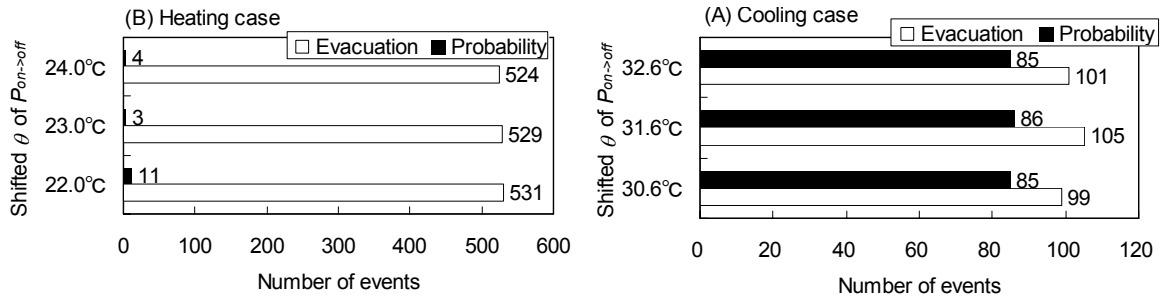 (B) Heating case
Evacuation Probability
Shifted θ of Pon->off
24.0°C
4
524
23.0°C
3
529
22.0°C
11
531
0 100 200 300 400 500 600
Number of events
(A) Cooling case
Evacuation Probability
Shifted θ of Pon->off
32.6°C
85
101
31.6°C
86
105
30.6°C
85
99
0 20 40 60 80 100 120
Number of events